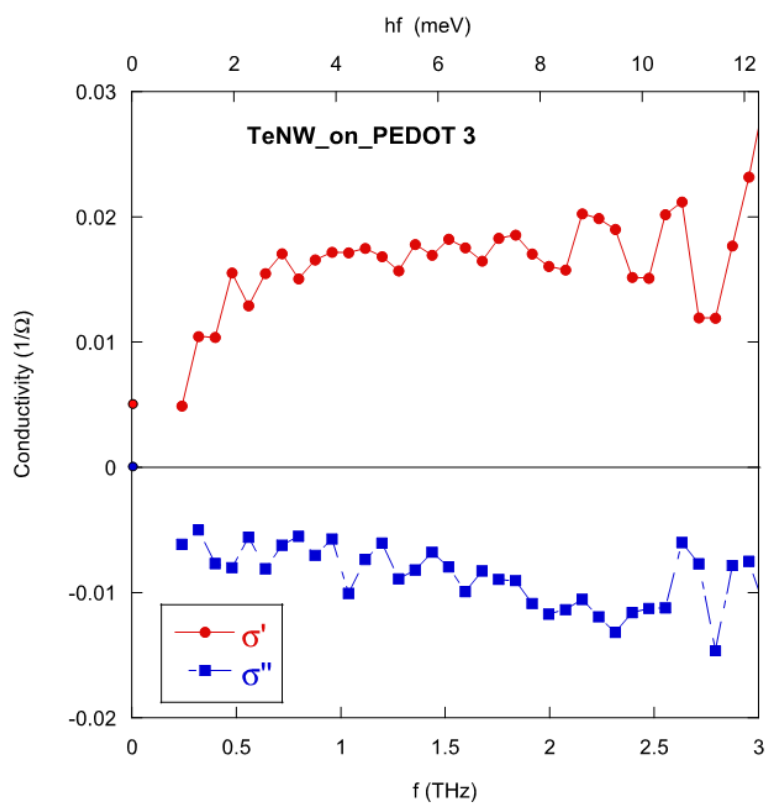 hf (meV)
0 2 4 6 8 10 12
0.03
TeNW_on_PEDOT 3
0.02
0.01
Conductivity (1/Ω)
0
-0.01
σ'
σ''
-0.02
0 0.5 1 1.5 2 2.5 3
f (THz)